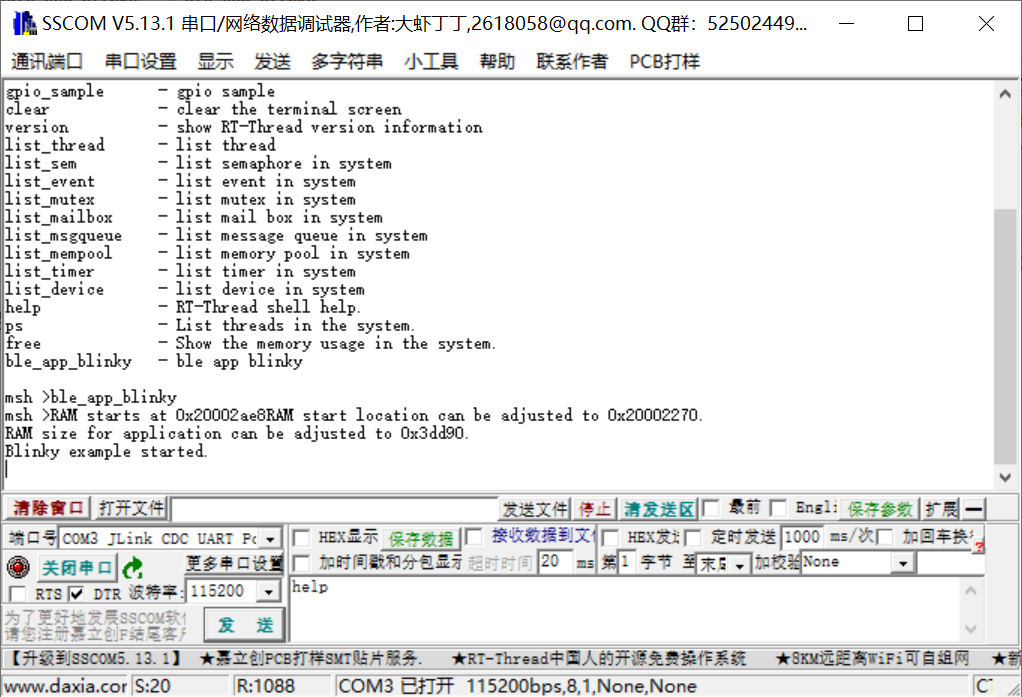 SSCOM V5.13.1 串口/网络数据调试器,作者:大虾丁丁,2618058@qq.com. QQ群: 52502449...
通讯端口 串口设置 显示 发送 多字符串 小工具 帮助 联系作者 PCB打样
gpio_sample - gpio sample
clear - clear the terminal screen
version - show RT-Thread version information
list_thread - list thread
list_sem - list semaphore in system
list_event - list event in system
list_mutex - list mutex in system
list_mailbox - list mail box in system
list_msgqueue - list message queue in system
list_mempool - list memory pool in system
list_timer - list timer in system
list_device - list device in system
help - RT-Thread shell help.
ps - List threads in the system.
free - Show the memory usage in the system.
ble_app_blinky - ble app blinky
msh >ble_app_blinky
msh >RAM starts at 0x20002ae8RAM start location can be adjusted to 0x20002270.
RAM size for application can be adjusted to 0x3dd90.
Blinky example started.
清除窗口 打开文件 发送文件 停止 清发送区 最前 Engli 保存参数 扩展 —
端口号 COM3 JLink CDC UART Po HEX显示 保存数据 接收数据到文 HEX发 定时发送 1000 ms/次 加回车换行
关闭串口 更多串口设置 加时间戳和分包显示 超时时间 20 ms 第 1 字节 至 末尾 加校验 None
RTS DTR 波特率: 115200 help
为了更好地发展SSCOM软件
请您注册嘉立创F结尾客户
发 送
【升级到SSCOM5.13.1】 ★嘉立创PCB打样SMT贴片服务. ★RT-Thread中国人的开源免费操作系统 ★8KM远距离WiFi可自组网 ★新
www.daxia.cor S:20 R:1088 COM3 已打开 115200bps,8,1,None,None